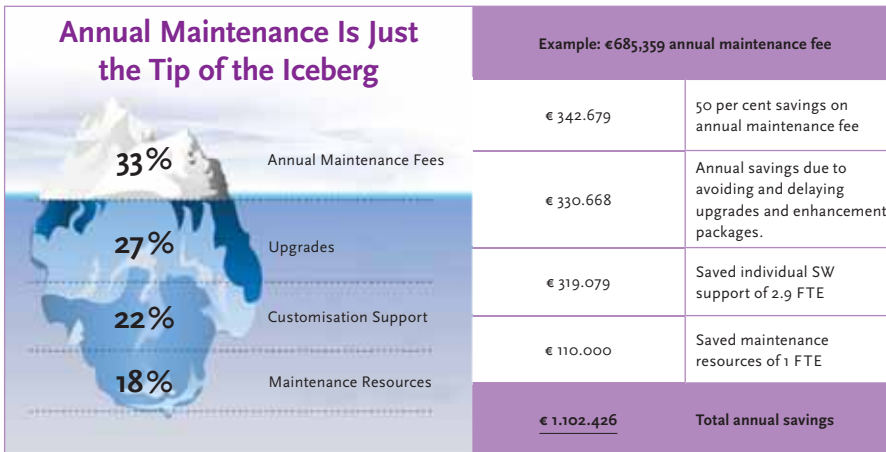 Annual Maintenance Is Just
the Tip of the Iceberg
33%
Annual Maintenance Fees
27%
Upgrades
22%
Customisation Support
18%
Maintenance Resources
Example: €685,359 annual maintenance fee
€ 342.679
50 per cent savings on
annual maintenance fee
€ 330.668
Annual savings due to
avoiding and delaying
upgrades and enhancement
packages.
€ 319.079
Saved individual SW
support of 2.9 FTE
€ 110.000
Saved maintenance
resources of 1 FTE
€ 1.102.426
Total annual savings